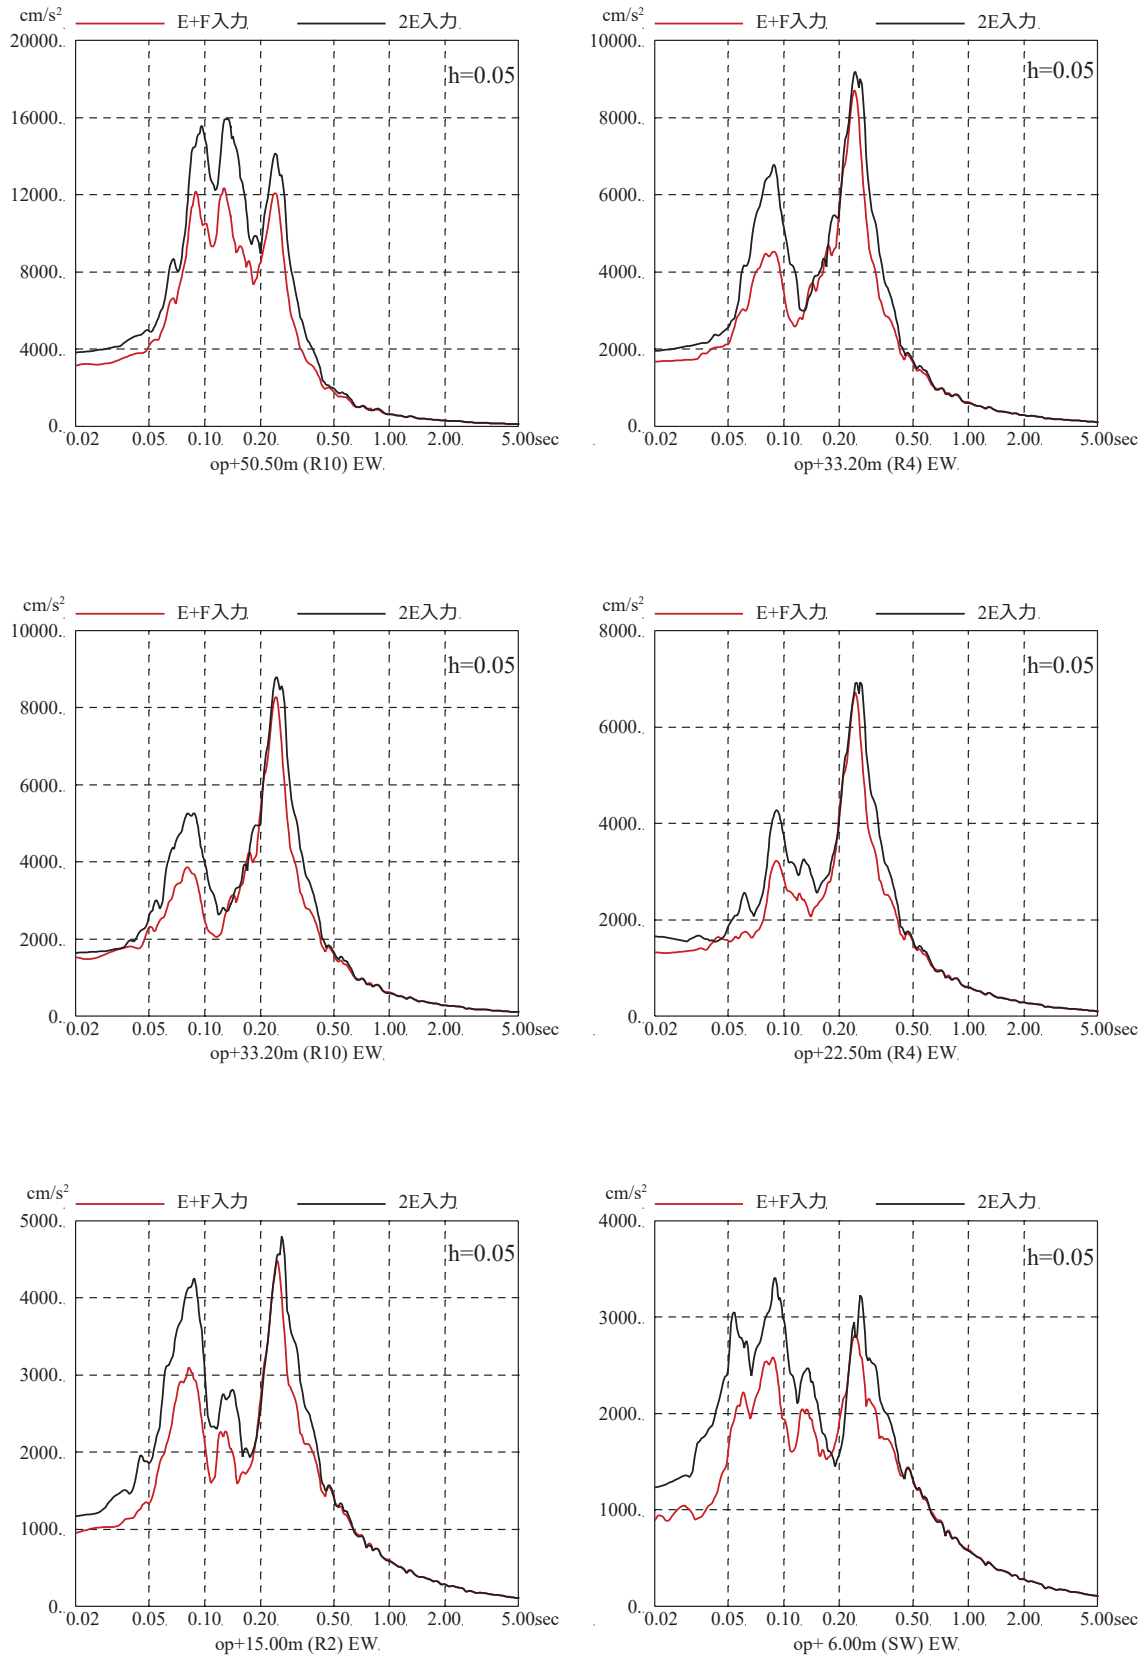 cm/s²
E+F入力 2E入力
20000.
h=0.05
16000.
12000.
8000.
4000.
0.
0.02 0.05 0.10 0.20 0.50 1.00 2.00 5.00sec
op+50.50m (R10) EW
cm/s²
E+F入力 2E入力
10000.
h=0.05
8000.
6000.
4000.
2000.
0.
0.02 0.05 0.10 0.20 0.50 1.00 2.00 5.00sec
op+33.20m (R4) EW
cm/s²
E+F入力 2E入力
10000.
h=0.05
8000.
6000.
4000.
2000.
0.
0.02 0.05 0.10 0.20 0.50 1.00 2.00 5.00sec
op+33.20m (R10) EW
cm/s²
E+F入力 2E入力
8000.
h=0.05
6000.
4000.
2000.
0.
0.02 0.05 0.10 0.20 0.50 1.00 2.00 5.00sec
op+22.50m (R4) EW
cm/s²
E+F入力 2E入力
5000.
h=0.05
4000.
3000.
2000.
1000.
0.
0.02 0.05 0.10 0.20 0.50 1.00 2.00 5.00sec
op+15.00m (R2) EW
cm/s²
E+F入力 2E入力
4000.
h=0.05
3000.
2000.
1000.
0.
0.02 0.05 0.10 0.20 0.50 1.00 2.00 5.00sec
op+ 6.00m (SW) EW